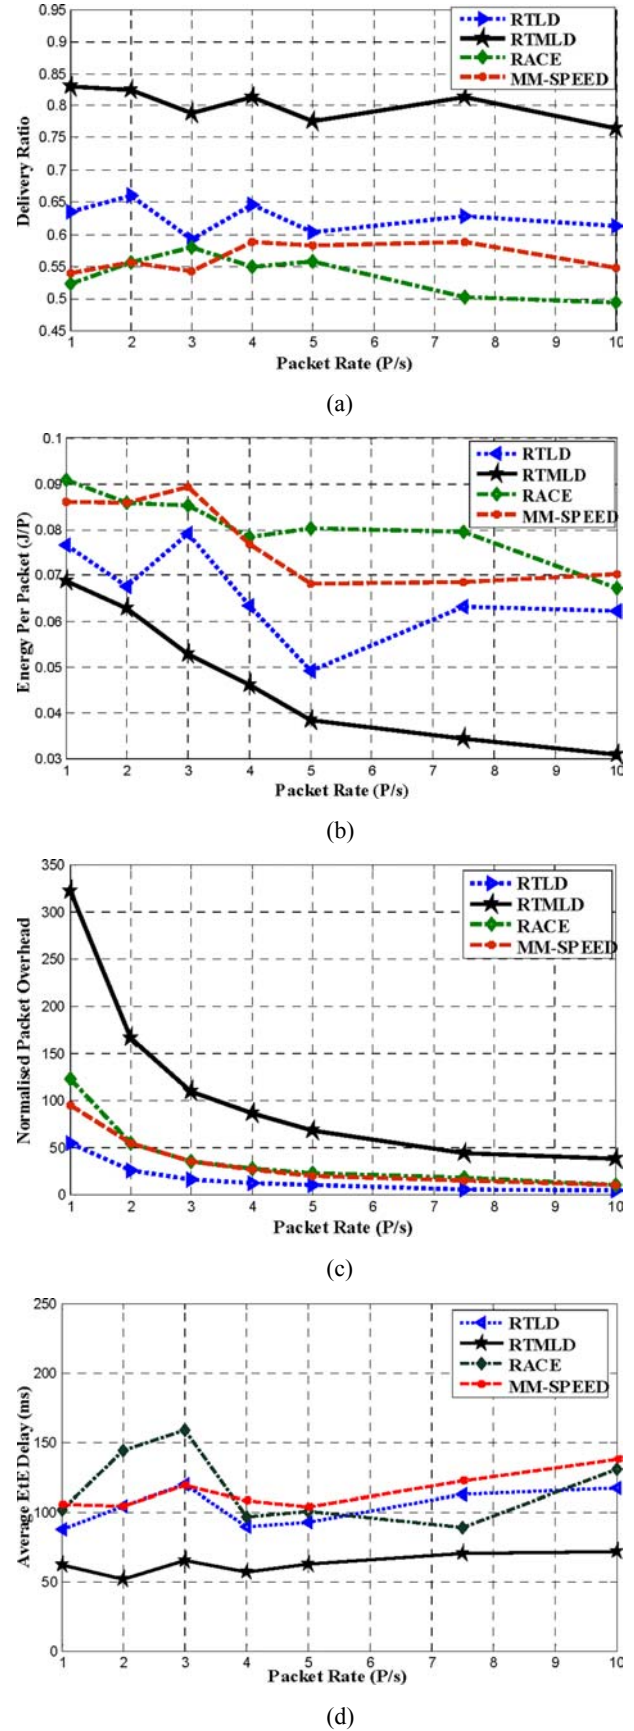 0.95
0.9
0.85
0.8
0.75
0.7
0.65
0.6
0.55
0.5
0.45
Delivery Ratio
RTLD
RTMLD
RACE
MM-SPEED
1 2 3 4 5 6 7 8 9 10
Packet Rate (P/s)
(a)
0.1
0.09
0.08
0.07
0.06
0.05
0.04
0.03
Energy Per Packet (J/P)
RTLD
RTMLD
RACE
MM-SPEED
1 2 3 4 5 6 7 8 9 10
Packet Rate (P/s)
(b)
350
300
250
200
150
100
50
0
Normalised Packet Overhead
RTLD
RTMLD
RACE
MM-SPEED
1 2 3 4 5 6 7 8 9 10
Packet Rate (P/s)
(c)
250
200
150
100
50
0
Average EtE Delay (ms)
RTLD
RTMLD
RACE
MM-SPEED
1 2 3 4 5 6 7 8 9 10
Packet Rate (P/s)
(d)